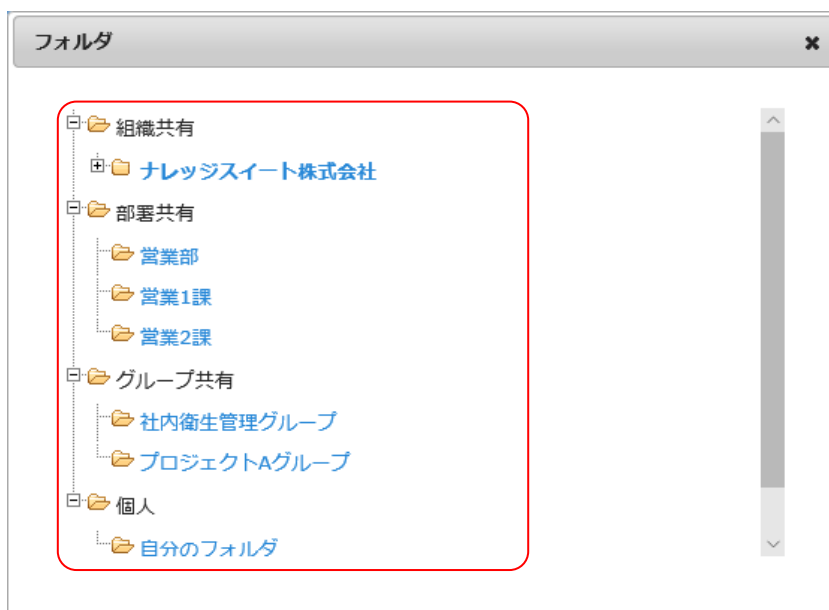 フォルダ
組織共有
ナレッジスイート株式会社
部署共有
営業部
営業1課
営業2課
グループ共有
社内衛生管理グループ
プロジェクトAグループ
個人
自分のフォルダ